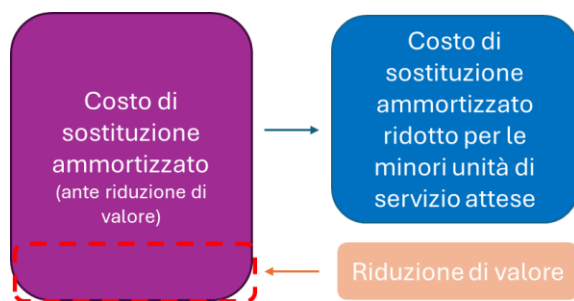 Costo di
sostituzione
ammortizzato
(ante riduzione di
valore)
Costo di
sostituzione
ammortizzato
ridotto per le
minori unità di
servizio attese
Riduzione di valore